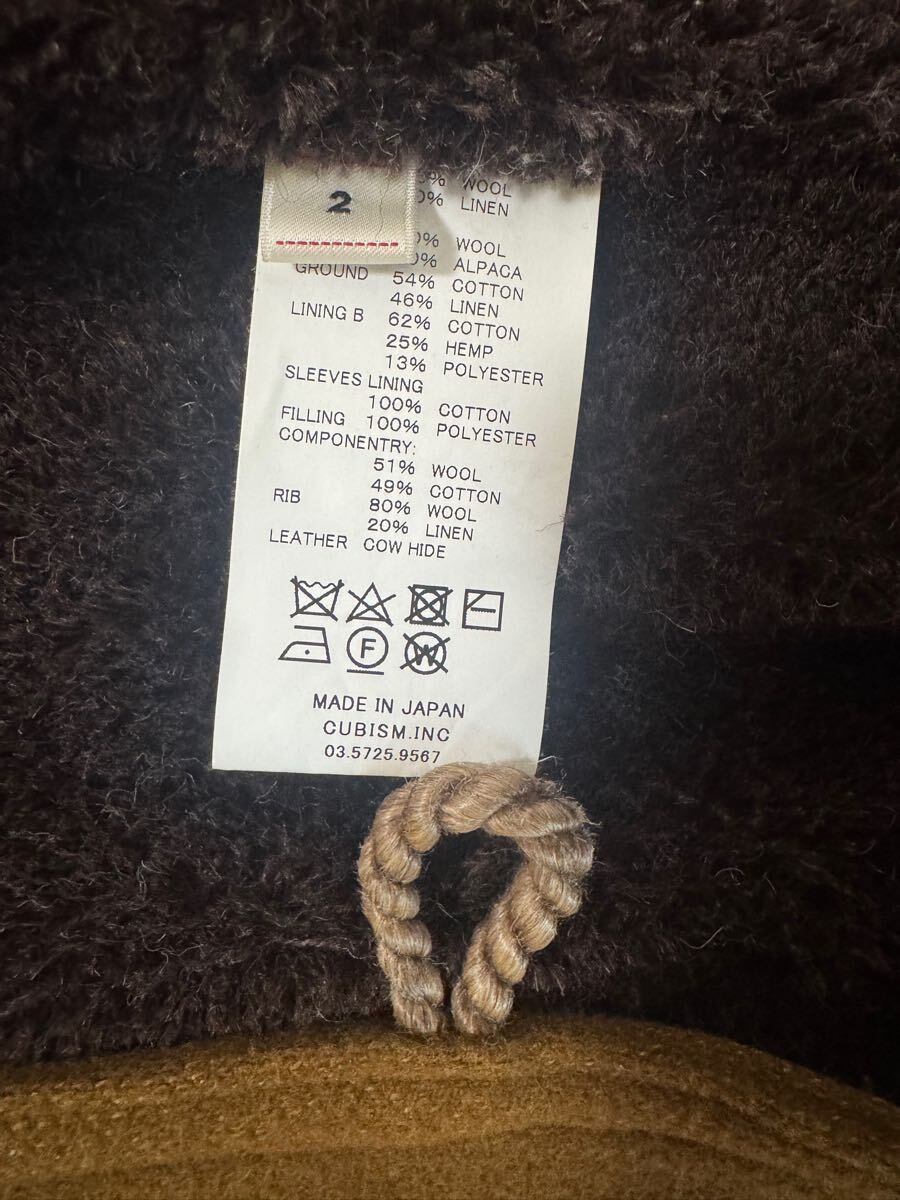 2
WOOL
LINEN
WOOL
ALPACA
GROUND 54% COTTON
46% LINEN
LINING B 62% COTTON
25% HEMP
13% POLYESTER
SLEEVES LINING
100% COTTON
FILLING 100% POLYESTER
COMPONENTRY:
51% WOOL
49% COTTON
RIB 80% WOOL
20% LINEN
LEATHER COW HIDE
F
W
MADE IN JAPAN
CUBISM.INC
03.5725.9567